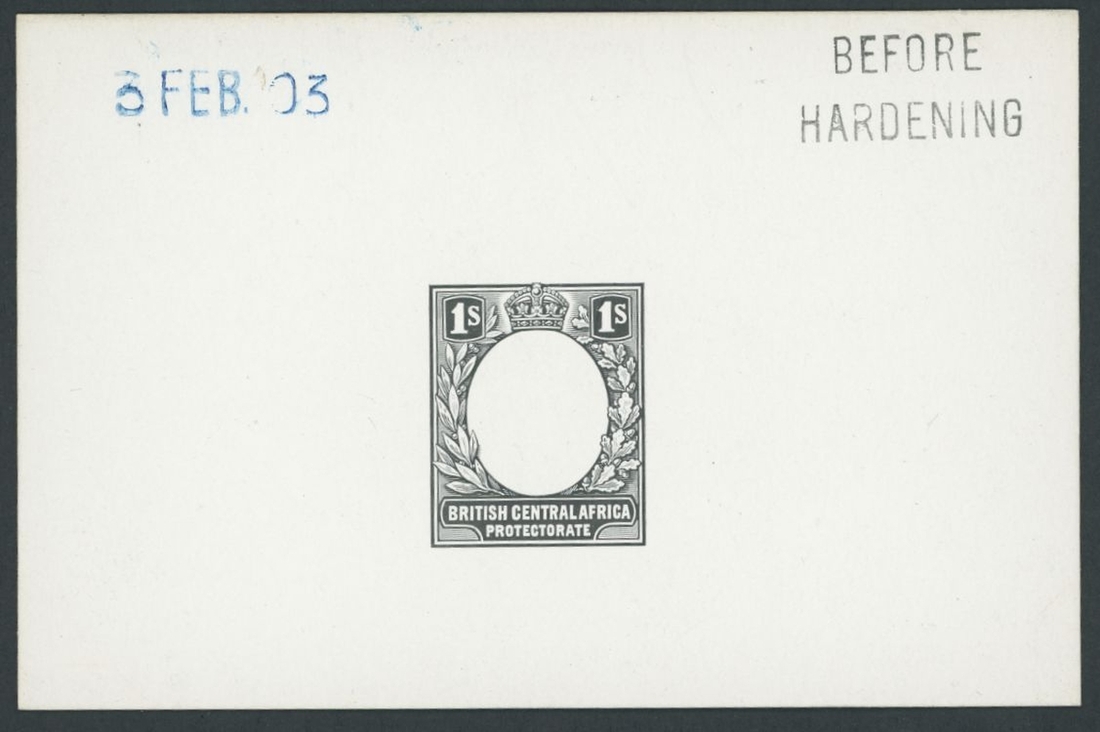 3 FEB. 03
BEFORE
HARDENING
1S 1S
BRITISH CENTRAL AFRICA
PROTECTORATE